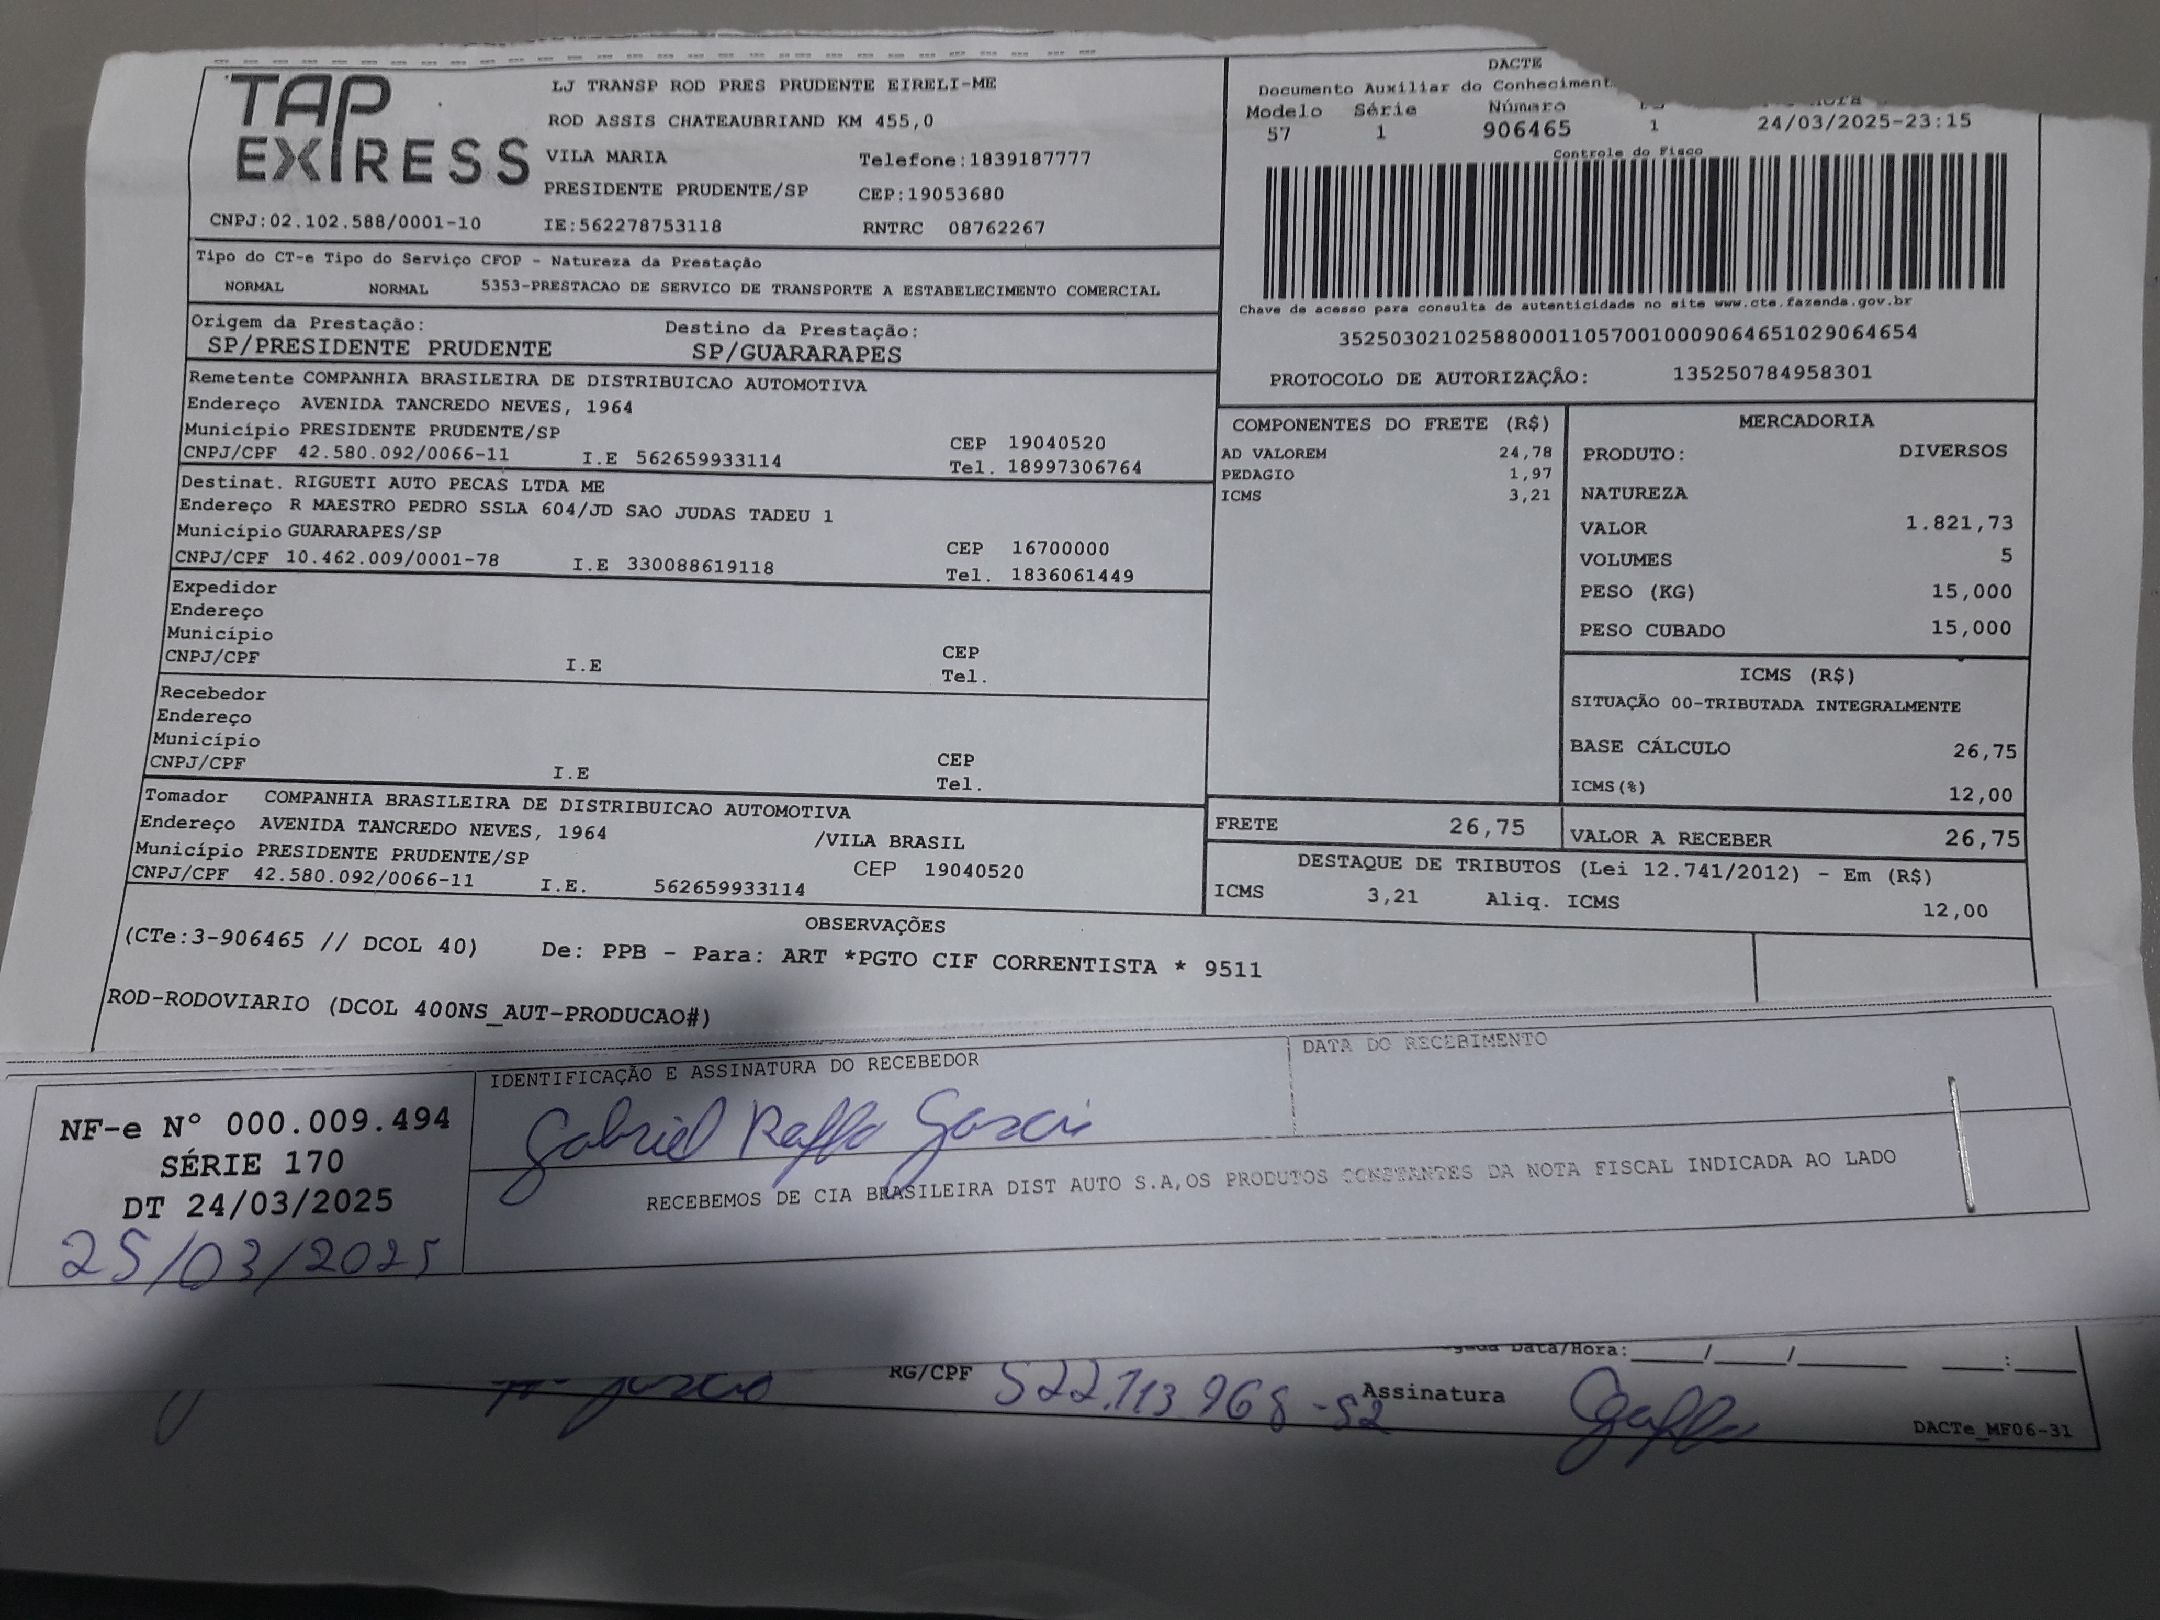 TAP EXPRESS
LJ TRANSP ROD PRES PRUDENTE EIRELI-ME
ROD ASSIS CHATEAUBRIAND KM 455,0
VILA MARIA Telefone:1839187777
PRESIDENTE PRUDENTE/SP CEP:19053680
CNPJ:02.102.588/0001-10 IE:562278753118 RNTRC 08762267
Tipo do CT-e Tipo do Serviço CFOP - Natureza da Prestação
NORMAL NORMAL 5353-PRESTACAO DE SERVICO DE TRANSPORTE A ESTABELECIMENTO COMERCIAL
Origem da Prestação: Destino da Prestação:
SP/PRESIDENTE PRUDENTE SP/GUARARAPES
Remetente COMPANHIA BRASILEIRA DE DISTRIBUICAO AUTOMOTIVA
Endereço AVENIDA TANCREDO NEVES, 1964
Município PRESIDENTE PRUDENTE/SP CEP 19040520
CNPJ/CPF 42.580.092/0066-11 I.E 562659933114 Tel. 18997306764
Destinat. RIGUETI AUTO PECAS LTDA ME
Endereço R MAESTRO PEDRO SSLA 604/JD SAO JUDAS TADEU 1
Município GUARARAPES/SP CEP 16700000
CNPJ/CPF 10.462.009/0001-78 I.E 330088619118 Tel. 1836061449
Expedidor
Endereço
Município CEP
CNPJ/CPF I.E Tel.
Recebedor
Endereço
Município CEP
CNPJ/CPF I.E Tel.
Tomador COMPANHIA BRASILEIRA DE DISTRIBUICAO AUTOMOTIVA
Endereço AVENIDA TANCREDO NEVES, 1964 /VILA BRASIL
Município PRESIDENTE PRUDENTE/SP CEP 19040520
CNPJ/CPF 42.580.092/0066-11 I.E. 562659933114
DACTE
Documento Auxiliar do Conheciment
Modelo Série Número
57 1 906465 1 24/03/2025-23:15
Controle do Fisco
Chave de acesso para consulta de autenticidade no site www.cte.fazenda.gov.br
35250302102588000110570010009064651029064654
PROTOCOLO DE AUTORIZAÇÃO: 135250784958301
COMPONENTES DO FRETE (R$)
AD VALOREM 24,78
PEDAGIO 1,97
ICMS 3,21
MERCADORIA
PRODUTO: DIVERSOS
NATUREZA
VALOR 1.821,73
VOLUMES 5
PESO (KG) 15,000
PESO CUBADO 15,000
ICMS (R$)
SITUAÇÃO 00-TRIBUTADA INTEGRALMENTE
BASE CÁLCULO 26,75
ICMS(%) 12,00
FRETE 26,75 VALOR A RECEBER 26,75
DESTAQUE DE TRIBUTOS (Lei 12.741/2012) - Em (R$)
ICMS 3,21 Aliq. ICMS 12,00
OBSERVAÇÕES
(CTe:3-906465 // DCOL 40) De: PPB - Para: ART *PGTO CIF CORRENTISTA * 9511
ROD-RODOVIARIO (DCOL 400NS_AUT-PRODUCAO#)
NF-e N° 000.009.494
SÉRIE 170
DT 24/03/2025
25/03/2025
IDENTIFICAÇÃO E ASSINATURA DO RECEBEDOR DATA DO RECEBIMENTO
Gabriel Raffa Garcia
RECEBEMOS DE CIA BRASILEIRA DIST AUTO S.A,OS PRODUTOS CONSTANTES DA NOTA FISCAL INDICADA AO LADO
Data/Hora:___/___/_____ ___:___
RG/CPF 522.113.968-52 Assinatura
DACTe_MF06-31